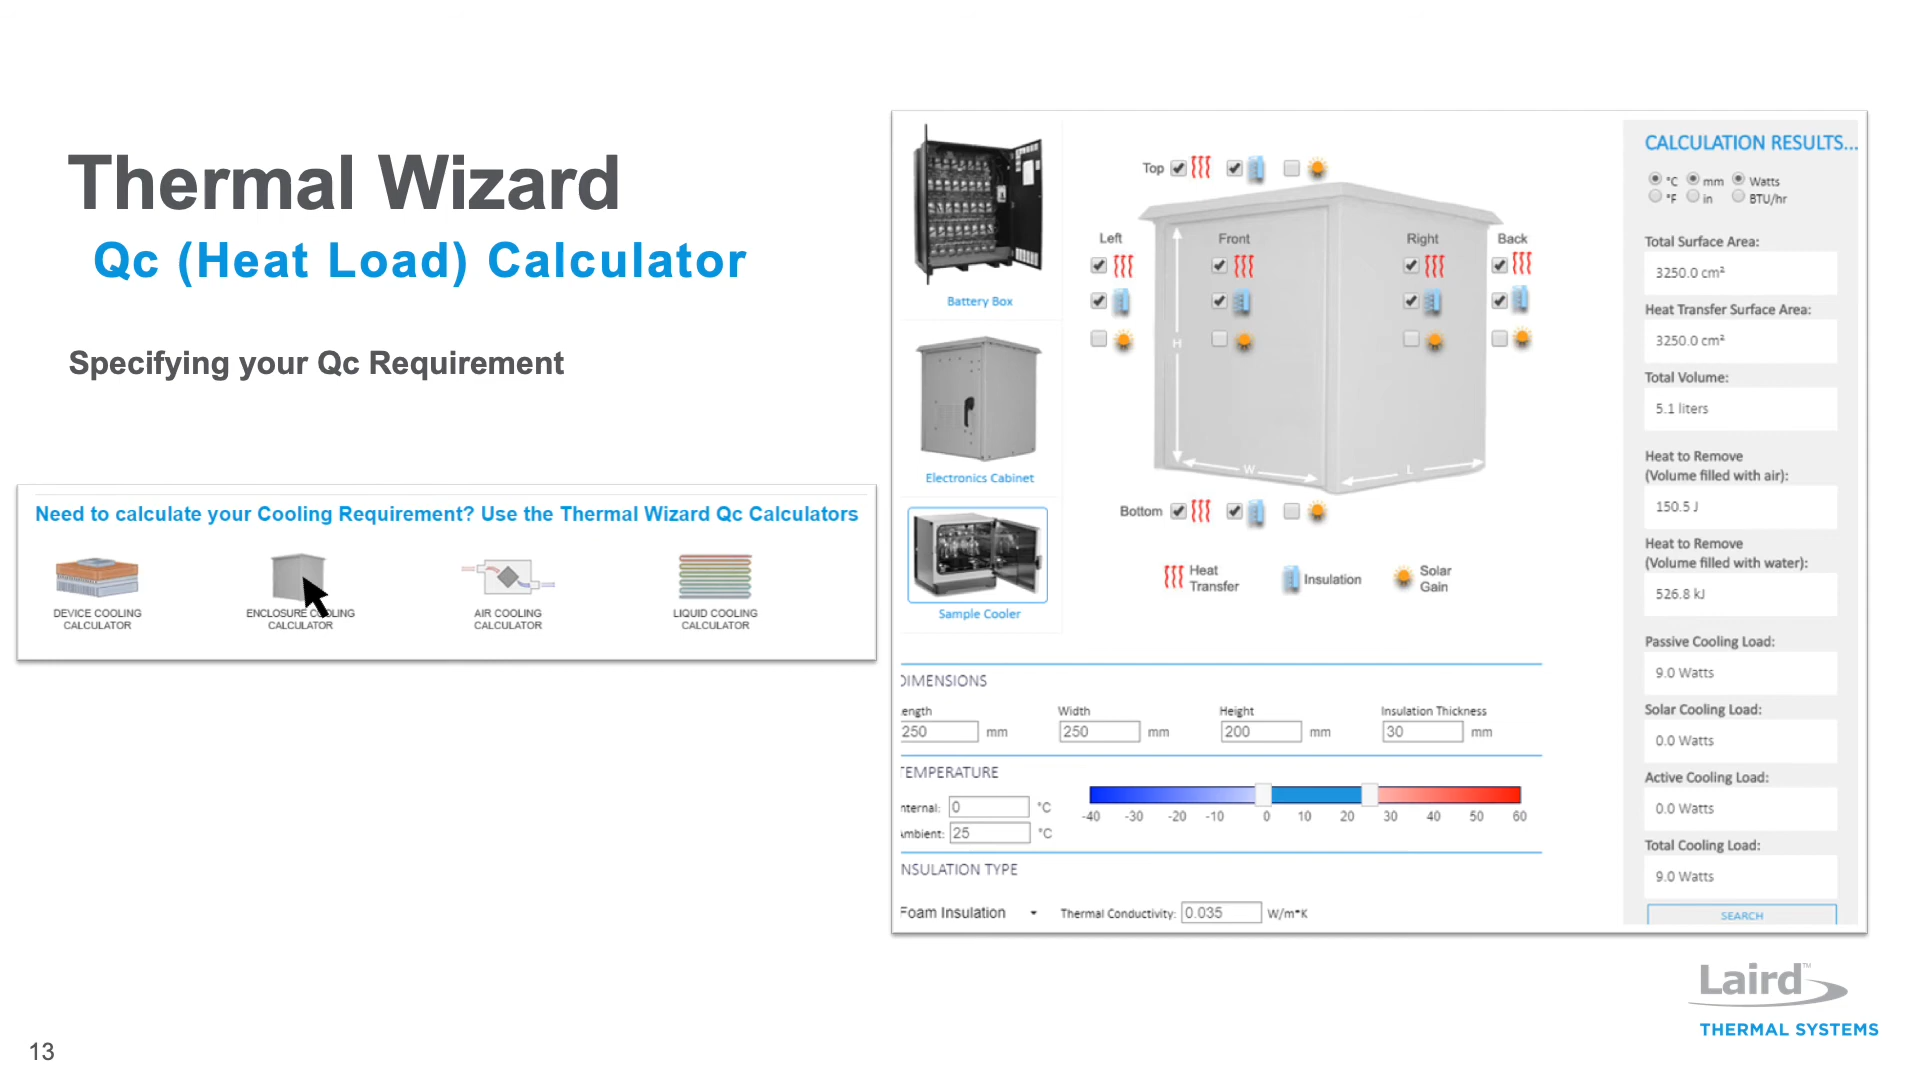 Thermal Wizard
Qc (Heat Load) Calculator
Specifying your Qc Requirement
Need to calculate your Cooling Requirement? Use the Thermal Wizard Qc Calculators
DEVICE COOLING
CALCULATOR
ENCLOSURE COOLING
CALCULATOR
AIR COOLING
CALCULATOR
LIQUID COOLING
CALCULATOR
Battery Box
Electronics Cabinet
Sample Cooler
Top
Left
Front
Right
Back
H
W
L
Bottom
Heat
Transfer
Insulation
Solar
Gain
DIMENSIONS
ength
Width
Height
Insulation Thickness
250 mm
250 mm
200 mm
30 mm
TEMPERATURE
nternal: 0 °C
Ambient: 25 °C
-40 -30 -20 -10 0 10 20 30 40 50 60
NSULATION TYPE
Foam Insulation
Thermal Conductivity: 0.035 W/m*K
CALCULATION RESULTS...
°C mm Watts
°F in BTU/hr
Total Surface Area:
3250.0 cm²
Heat Transfer Surface Area:
3250.0 cm²
Total Volume:
5.1 liters
Heat to Remove
(Volume filled with air):
150.5 J
Heat to Remove
(Volume filled with water):
526.8 kJ
Passive Cooling Load:
9.0 Watts
Solar Cooling Load:
0.0 Watts
Active Cooling Load:
0.0 Watts
Total Cooling Load:
9.0 Watts
SEARCH
Laird™
THERMAL SYSTEMS
13